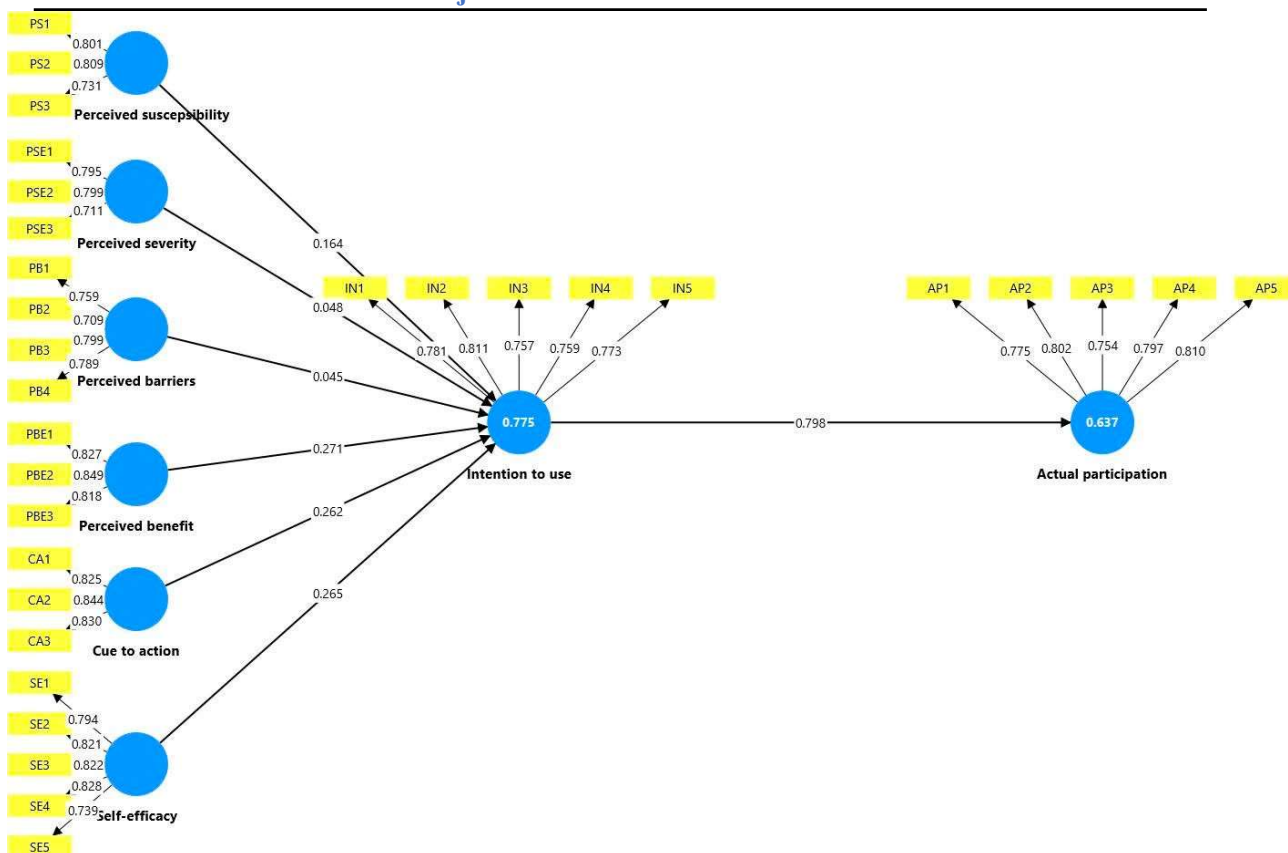 PS1
0.801
PS2
0.809
0.731
PS3
Perceived suscepsibility
PSE1
0.795
PSE2
0.799
0.711
PSE3
Perceived severity
PB1
0.759
PB2
0.709
0.799
PB3
0.789
PB4
Perceived barriers
PBE1
0.827
PBE2
0.849
0.818
PBE3
Perceived benefit
CA1
0.825
CA2
0.844
0.830
CA3
Cue to action
SE1
0.794
SE2
0.821
SE3
0.822
0.828
SE4
0.739
Self-efficacy
SE5
0.164
0.048
0.045
0.271
0.262
0.265
IN1
IN2
IN3
IN4
IN5
0.781
0.811
0.757
0.759
0.773
0.775
Intention to use
0.798
AP1
AP2
AP3
AP4
AP5
0.775
0.802
0.754
0.797
0.810
0.637
Actual participation